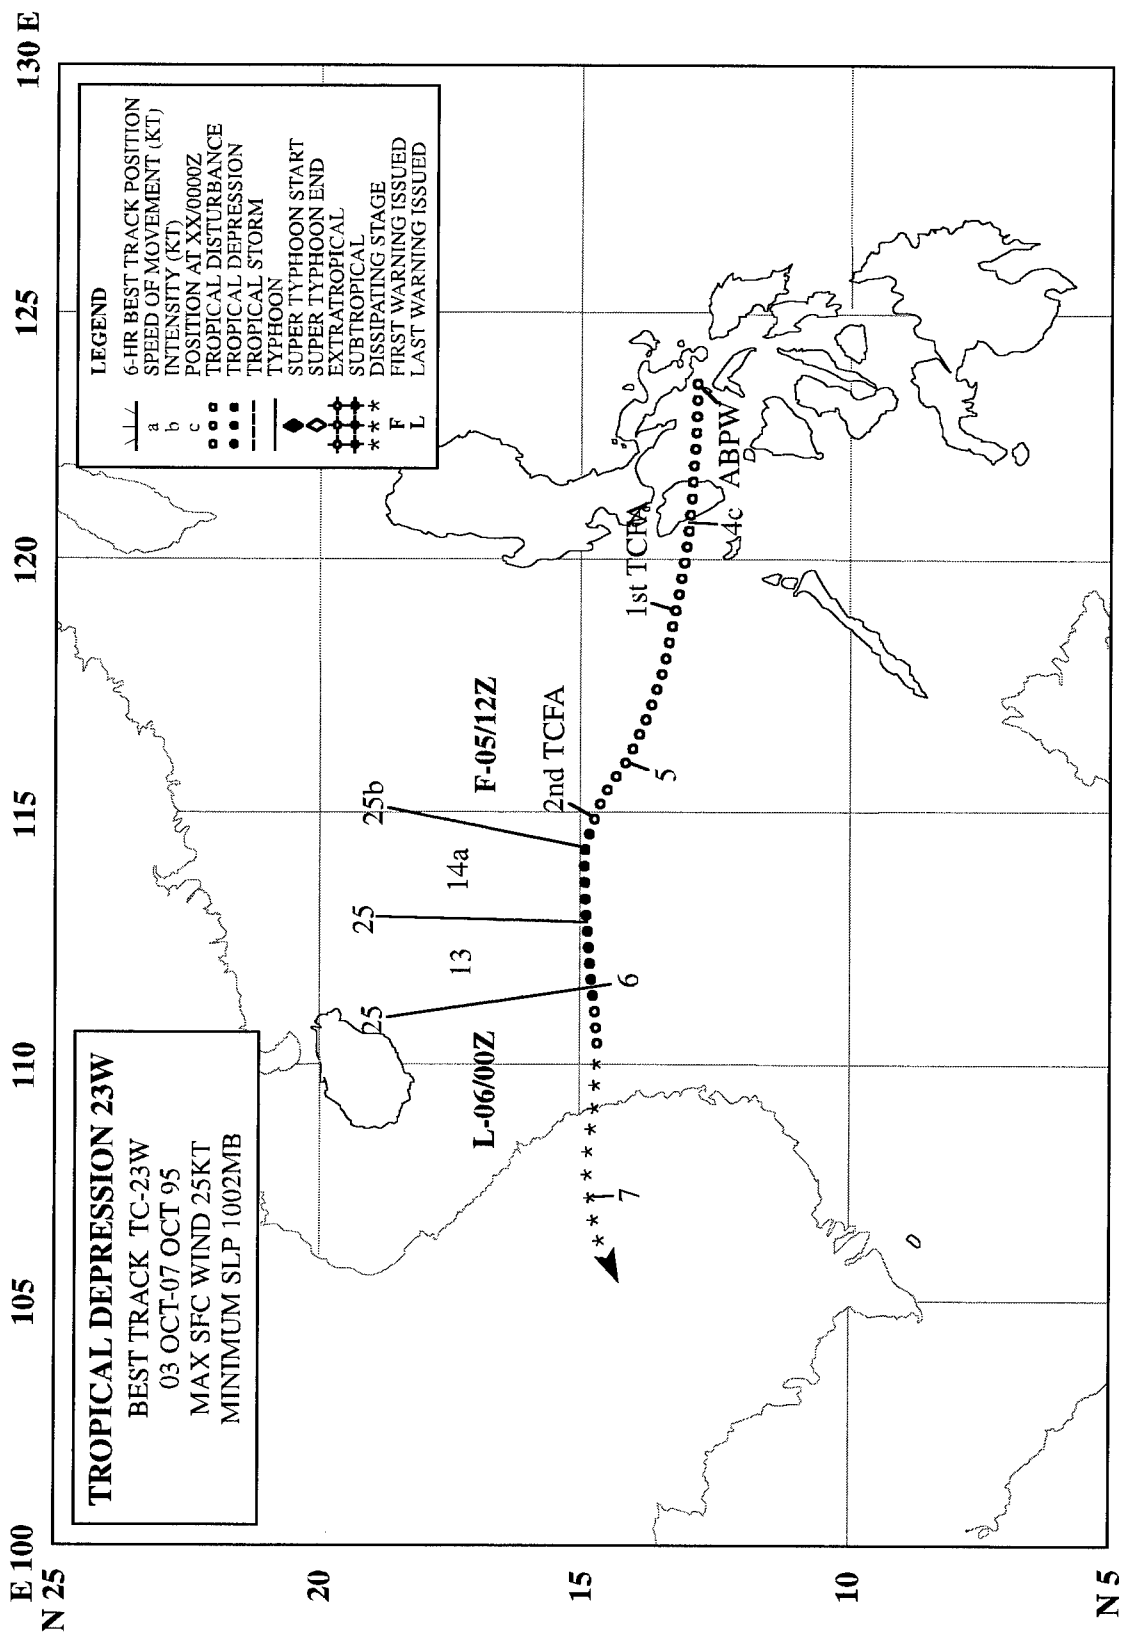 TROPICAL DEPRESSION 23W
BEST TRACK TC-23W
03 OCT-07 OCT 95
MAX SFC WIND 25KT
MINIMUM SLP 1002MB
LEGEND
6-HR BEST TRACK POSITION
a SPEED OF MOVEMENT (KT)
b INTENSITY (KT)
c POSITION AT XX/0000Z
TROPICAL DISTURBANCE
TROPICAL DEPRESSION
TROPICAL STORM
TYPHOON
SUPER TYPHOON START
SUPER TYPHOON END
EXTRATROPICAL
SUBTROPICAL
*** DISSIPATING STAGE
F FIRST WARNING ISSUED
L LAST WARNING ISSUED
E 100
105
110
115
120
125
130 E
N 25
20
15
10
N 5
25
25
25b
13
14a
L-06/00Z
F-05/12Z
2nd TCFA
1st TCFA
ABPW
7
6
5
4c